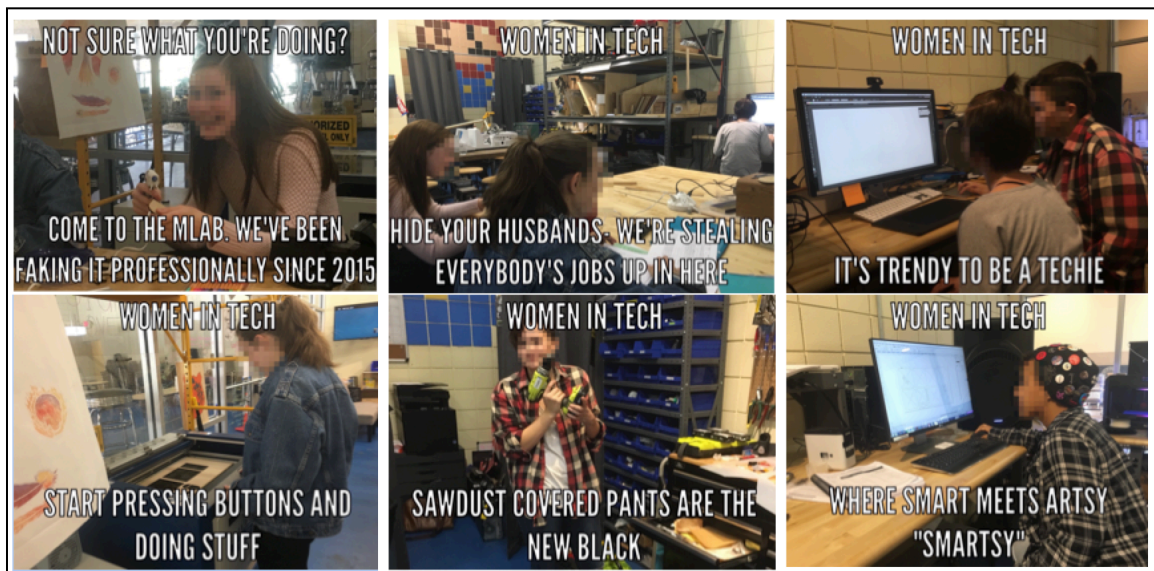 NOT SURE WHAT YOU'RE DOING?
ORIZED
ONLY
COME TO THE MLAB. WE'VE BEEN
FAKING IT PROFESSIONALLY SINCE 2015
WOMEN IN TECH
HIDE YOUR HUSBANDS- WE'RE STEALING
EVERYBODY'S JOBS UP IN HERE
WOMEN IN TECH
IT'S TRENDY TO BE A TECHIE
WOMEN IN TECH
START PRESSING BUTTONS AND
DOING STUFF
WOMEN IN TECH
SAWDUST COVERED PANTS ARE THE
NEW BLACK
WOMEN IN TECH
WHERE SMART MEETS ARTSY
"SMARTSY"